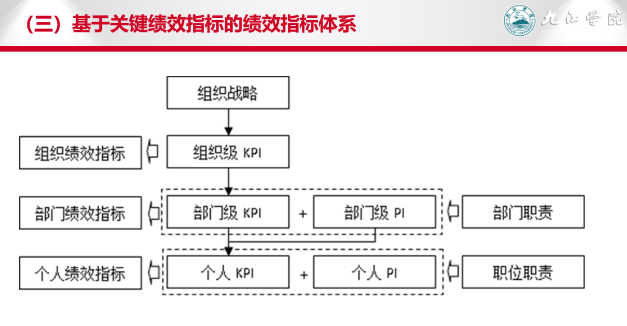 （三）基于关键绩效指标的绩效指标体系
九江学院
组织战略
组织绩效指标
组织级 KPI
部门绩效指标
部门级 KPI + 部门级 PI
部门职责
个人绩效指标
个人 KPI + 个人 PI
职位职责